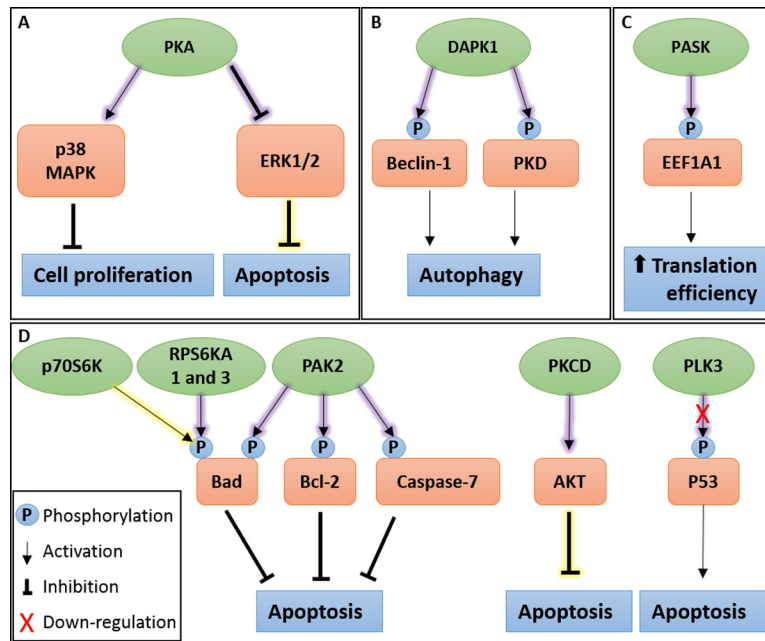 A
PKA
p38
MAPK
ERK1/2
Cell proliferation
Apoptosis
B
DAPK1
P
P
Beclin-1
PKD
Autophagy
C
PASK
P
EEF1A1
Translation
efficiency
D
p70S6K
RPS6KA
1 and 3
PAK2
PKCD
PLK3
P
P
P
P
P
Bad
Bcl-2
Caspase-7
AKT
P53
Apoptosis
Apoptosis
Apoptosis
P Phosphorylation
Activation
Inhibition
X Down-regulation